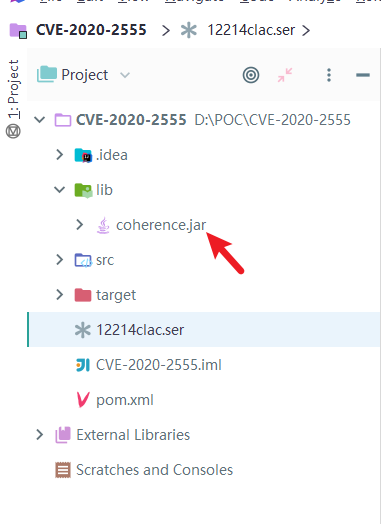 CVE-2020-2555 > 12214clac.ser >
Project
1: Project
CVE-2020-2555 D:\POC\CVE-2020-2555
.idea
lib
coherence.jar
src
target
12214clac.ser
CVE-2020-2555.iml
pom.xml
External Libraries
Scratches and Consoles